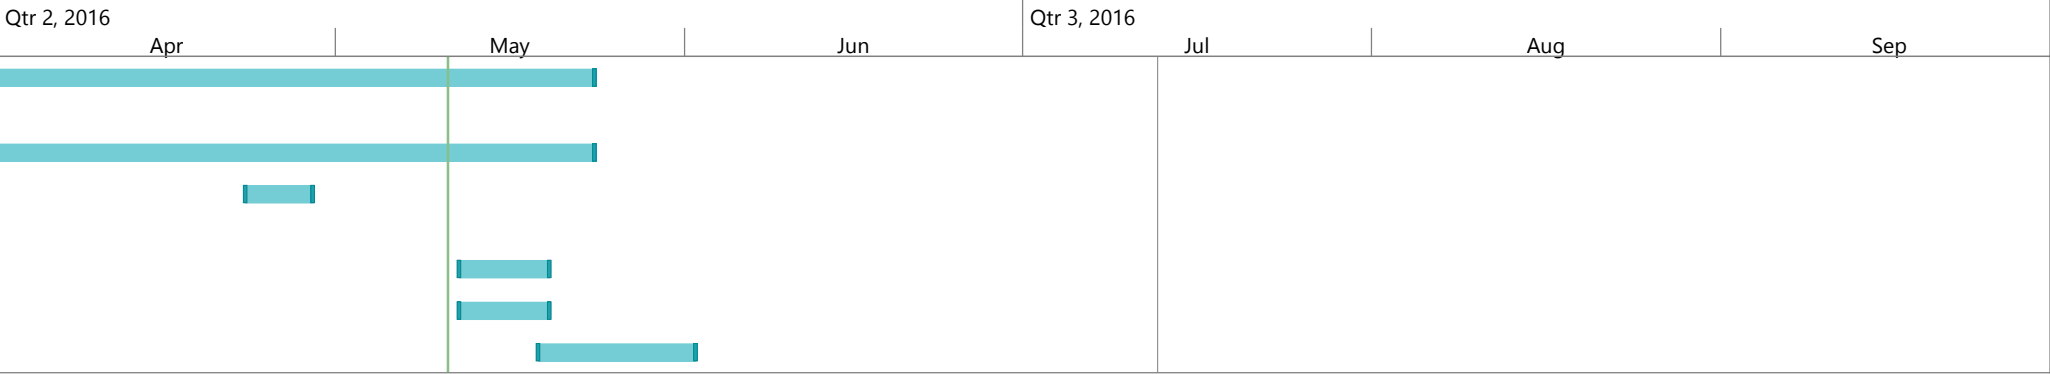 Qtr 2, 2016 Qtr 3, 2016
Apr May Jun Jul Aug Sep